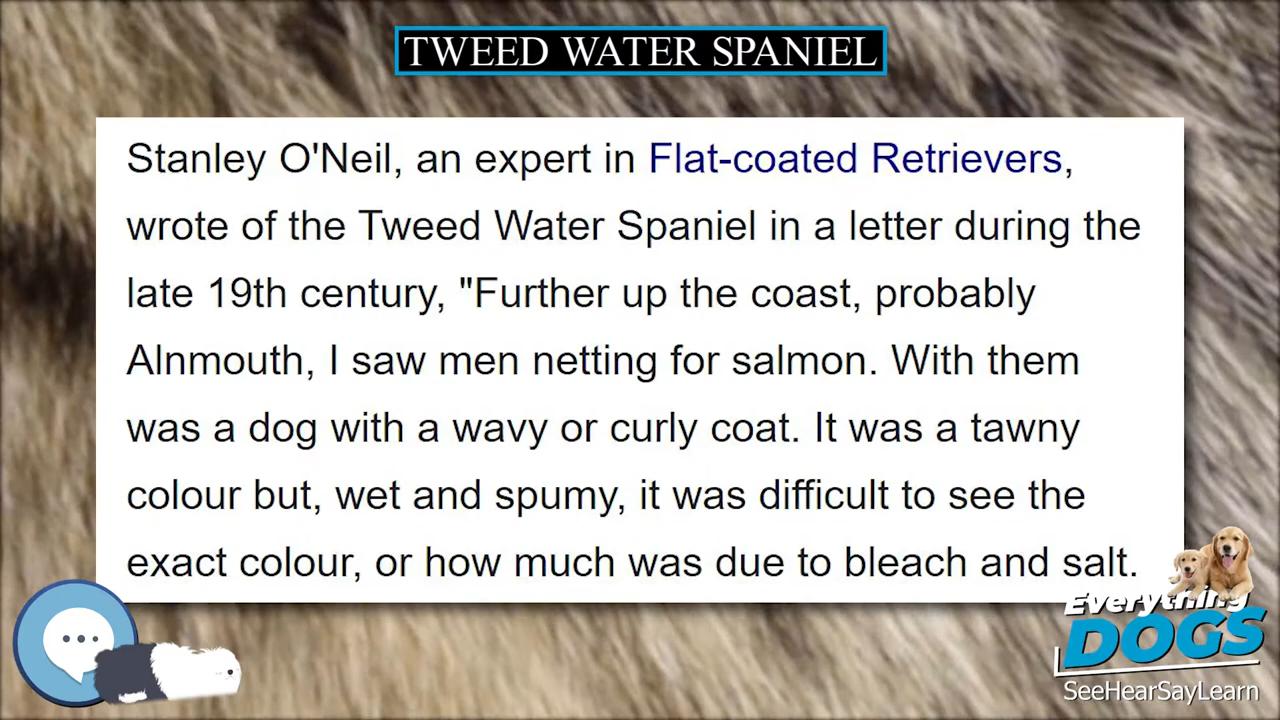 TWEED WATER SPANIEL
Stanley O'Neil, an expert in Flat-coated Retrievers,
wrote of the Tweed Water Spaniel in a letter during the
late 19th century, "Further up the coast, probably
Alnmouth, I saw men netting for salmon. With them
was a dog with a wavy or curly coat. It was a tawny
colour but, wet and spumy, it was difficult to see the
exact colour, or how much was due to bleach and salt.
Everything
DOGS
SeeHearSayLearn